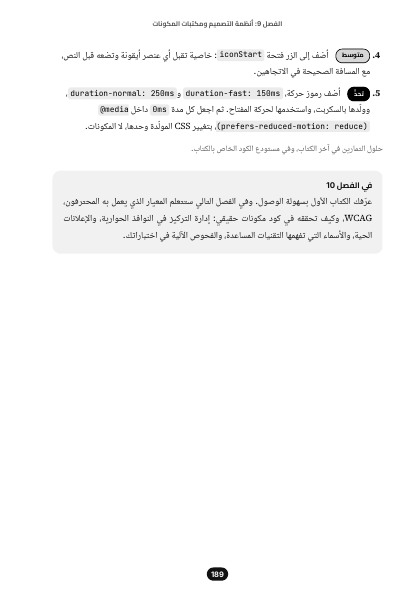 الفصل 9: أنظمة التصميم ومكتبات المكونات
4. متوسط أضف إلى الزر فتحة iconStart: خاصية تقبل أي عنصر أيقونة وتضعه قبل النص،
مع المسافة الصحيحة في الاتجاهين.
5. تحدٍّ أضف رموز حركة، duration-fast: 150ms و duration-normal: 250ms،
وولّدها بالسكربت، واستخدمها لحركة المفتاح. ثم اجعل كل مدة 0ms داخل @media
(prefers-reduced-motion: reduce)، بتغيير CSS المولّدة وحدها، لا المكونات.
حلول التمارين في آخر الكتاب، وفي مستودع الكود الخاص بالكتاب.
في الفصل 10
عرّفك الكتاب الأول بسهولة الوصول. وفي الفصل التالي ستتعلم المعيار الذي يعمل به المحترفون،
WCAG، وكيف تحققه في كود مكونات حقيقي: إدارة التركيز في النوافذ الحوارية، والإعلانات
الحية، والأسماء التي تفهمها التقنيات المساعدة، والفحوص الآلية في اختباراتك.
189